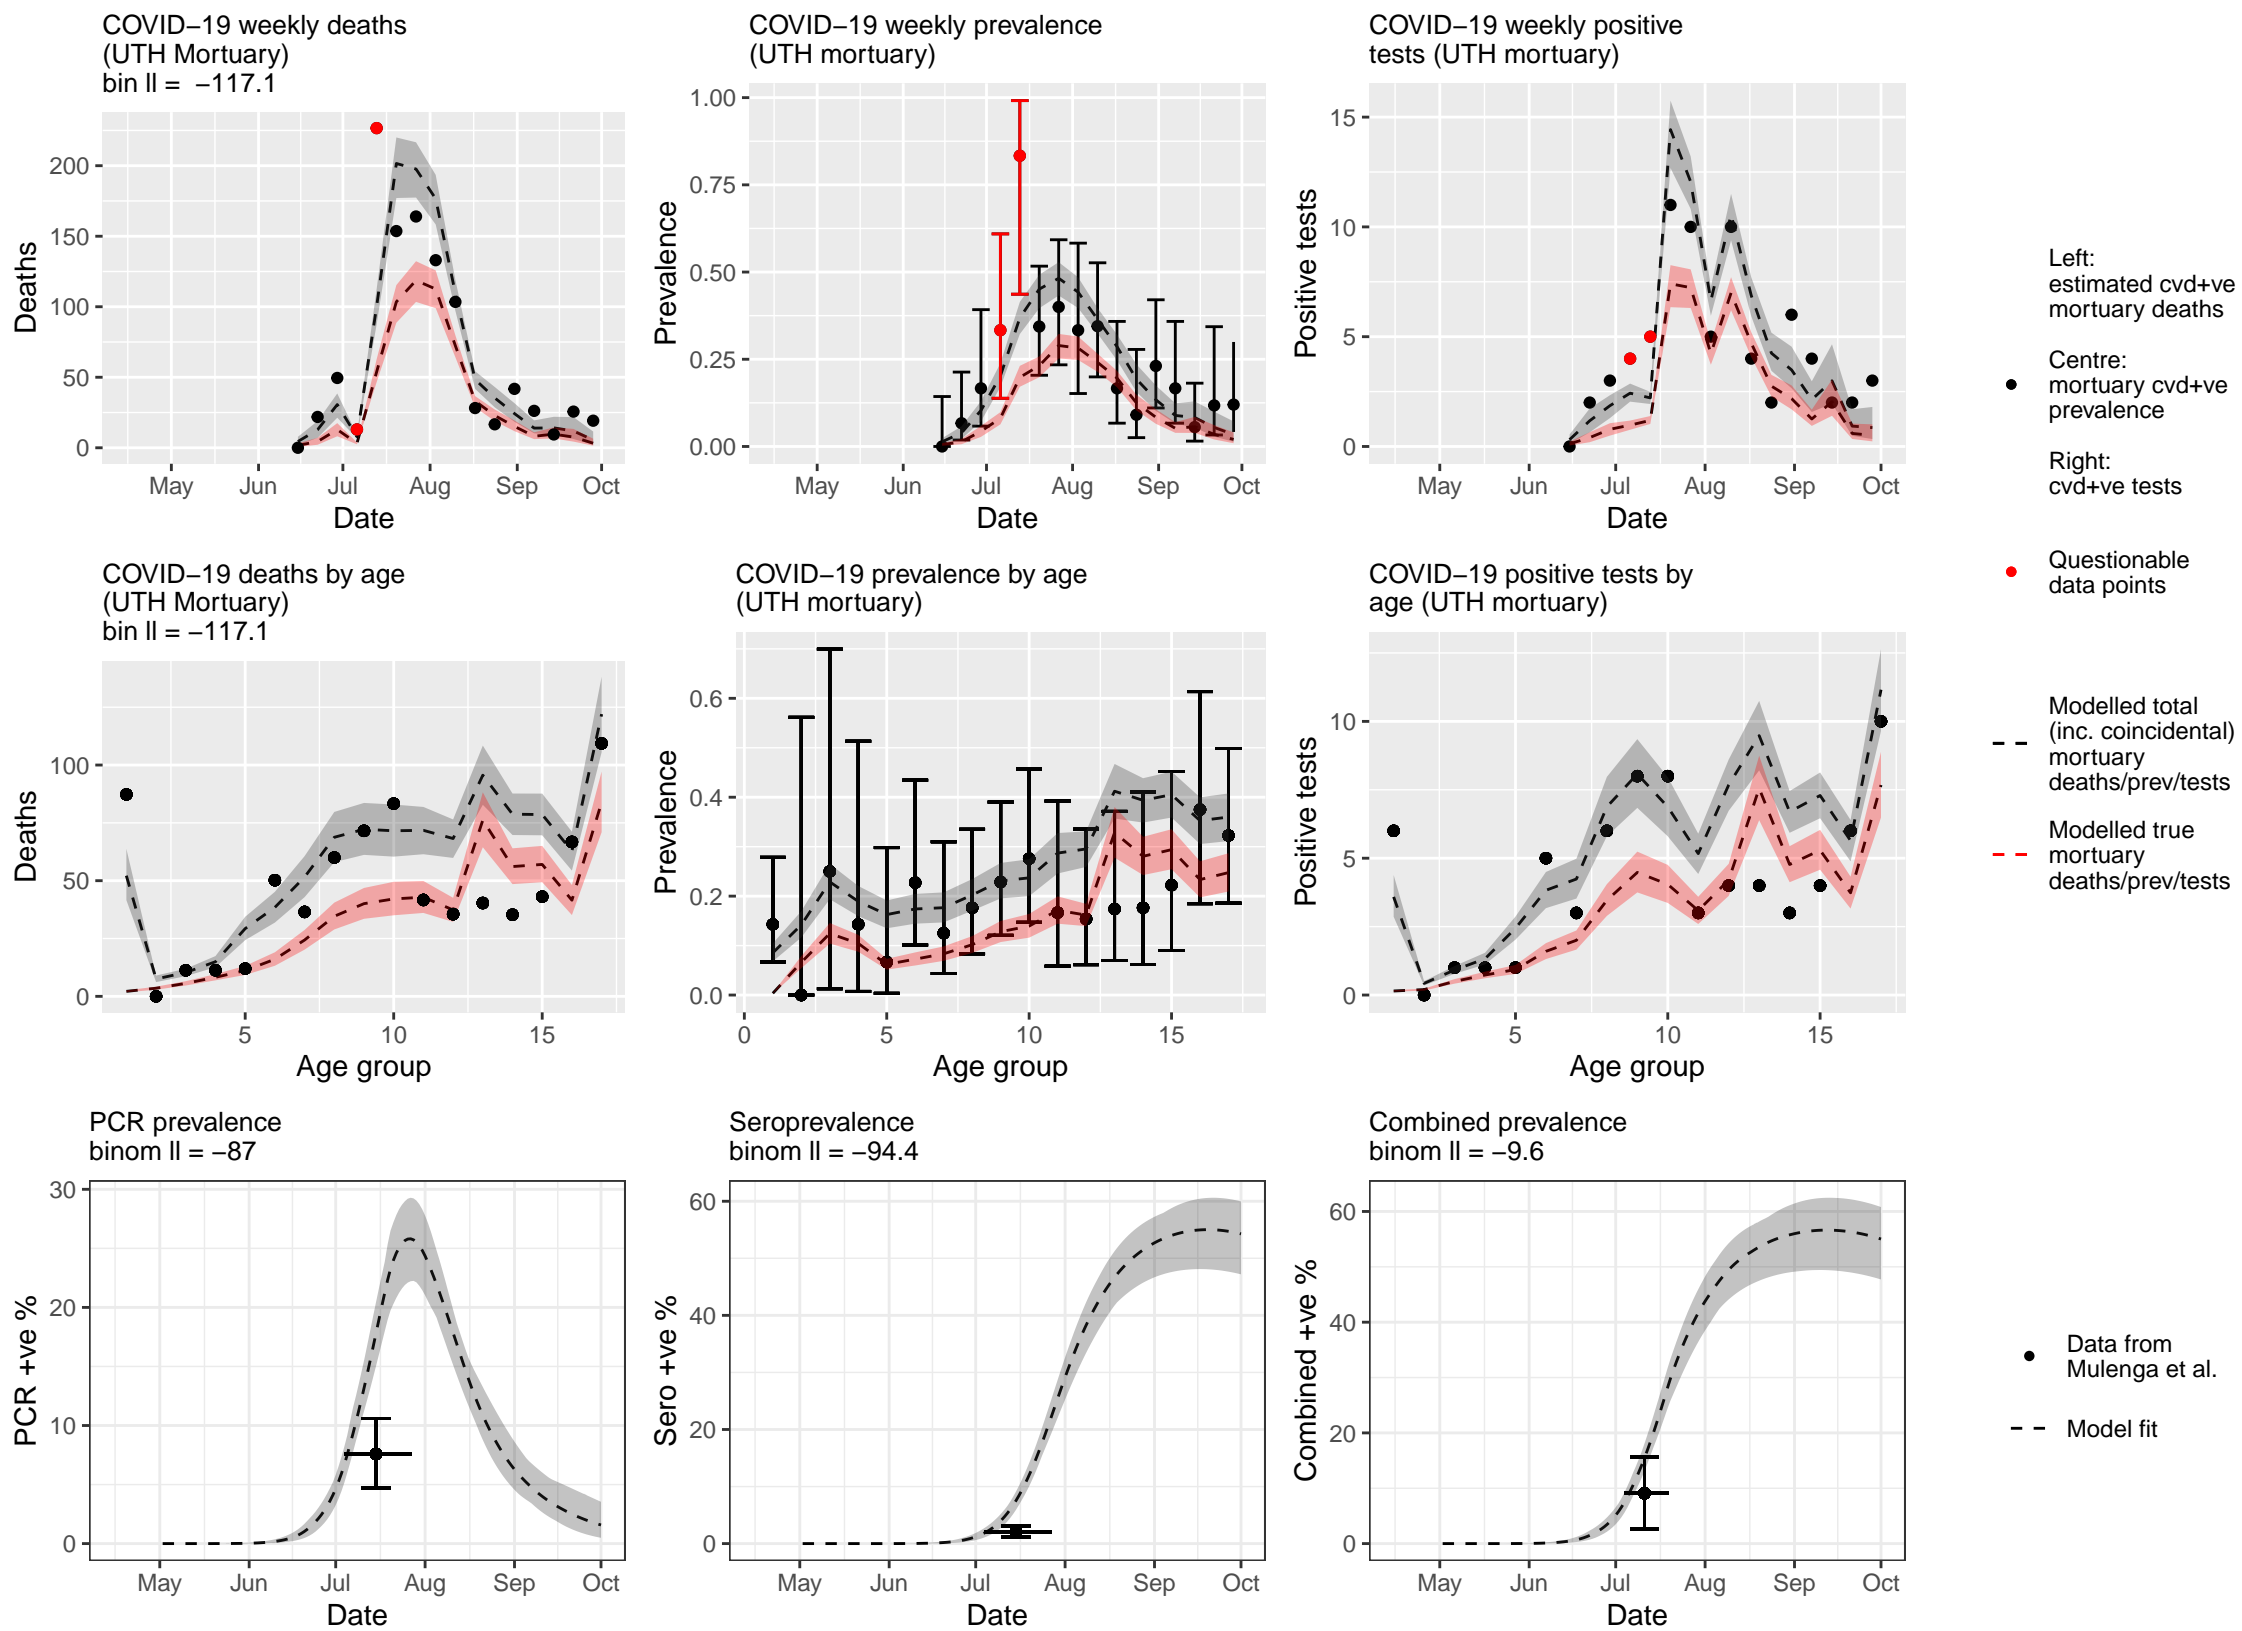 COVID−19 weekly deaths
(UTH Mortuary)
bin ll =  −117.1
Deaths
200
150
100
50
0
May Jun Jul Aug Sep Oct
Date
COVID−19 weekly prevalence
(UTH mortuary)
Prevalence
1.00
0.75
0.50
0.25
0.00
May Jun Jul Aug Sep Oct
Date
COVID−19 weekly positive
tests (UTH mortuary)
Positive tests
15
10
5
0
May Jun Jul Aug Sep Oct
Date
Left:
estimated cvd+ve
mortuary deaths
Centre:
mortuary cvd+ve
prevalence
Right:
cvd+ve tests
Questionable
data points
Modelled total
(inc. coincidental)
mortuary
deaths/prev/tests
Modelled true
mortuary
deaths/prev/tests
COVID−19 deaths by age
(UTH Mortuary)
bin ll = −117.1
Deaths
100
50
0
5 10 15
Age group
COVID−19 prevalence by age
(UTH mortuary)
Prevalence
0.6
0.4
0.2
0.0
0 5 10 15
Age group
COVID−19 positive tests by
age (UTH mortuary)
Positive tests
10
5
0
5 10 15
Age group
PCR prevalence
binom ll = −87
PCR +ve %
30
20
10
0
May Jun Jul Aug Sep Oct
Date
Seroprevalence
binom ll = −94.4
Sero +ve %
60
40
20
0
May Jun Jul Aug Sep Oct
Date
Combined prevalence
binom ll = −9.6
Combined +ve %
60
40
20
0
May Jun Jul Aug Sep Oct
Date
Data from
Mulenga et al.
Model fit